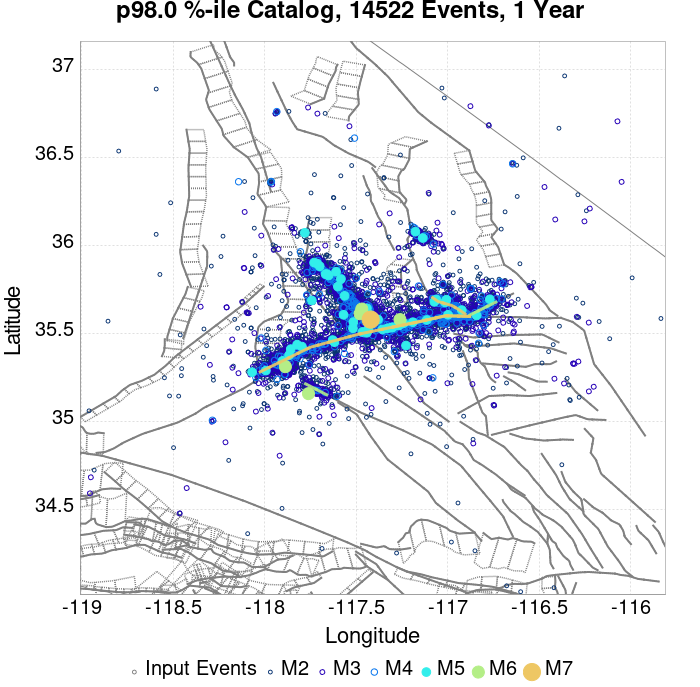 p98.0 %-ile Catalog, 14522 Events, 1 Year
37
36.5
36
35.5
35
34.5
Latitude
-119 -118.5 -118 -117.5 -117 -116.5 -116
Longitude
Input Events M2 M3 M4 M5 M6 M7